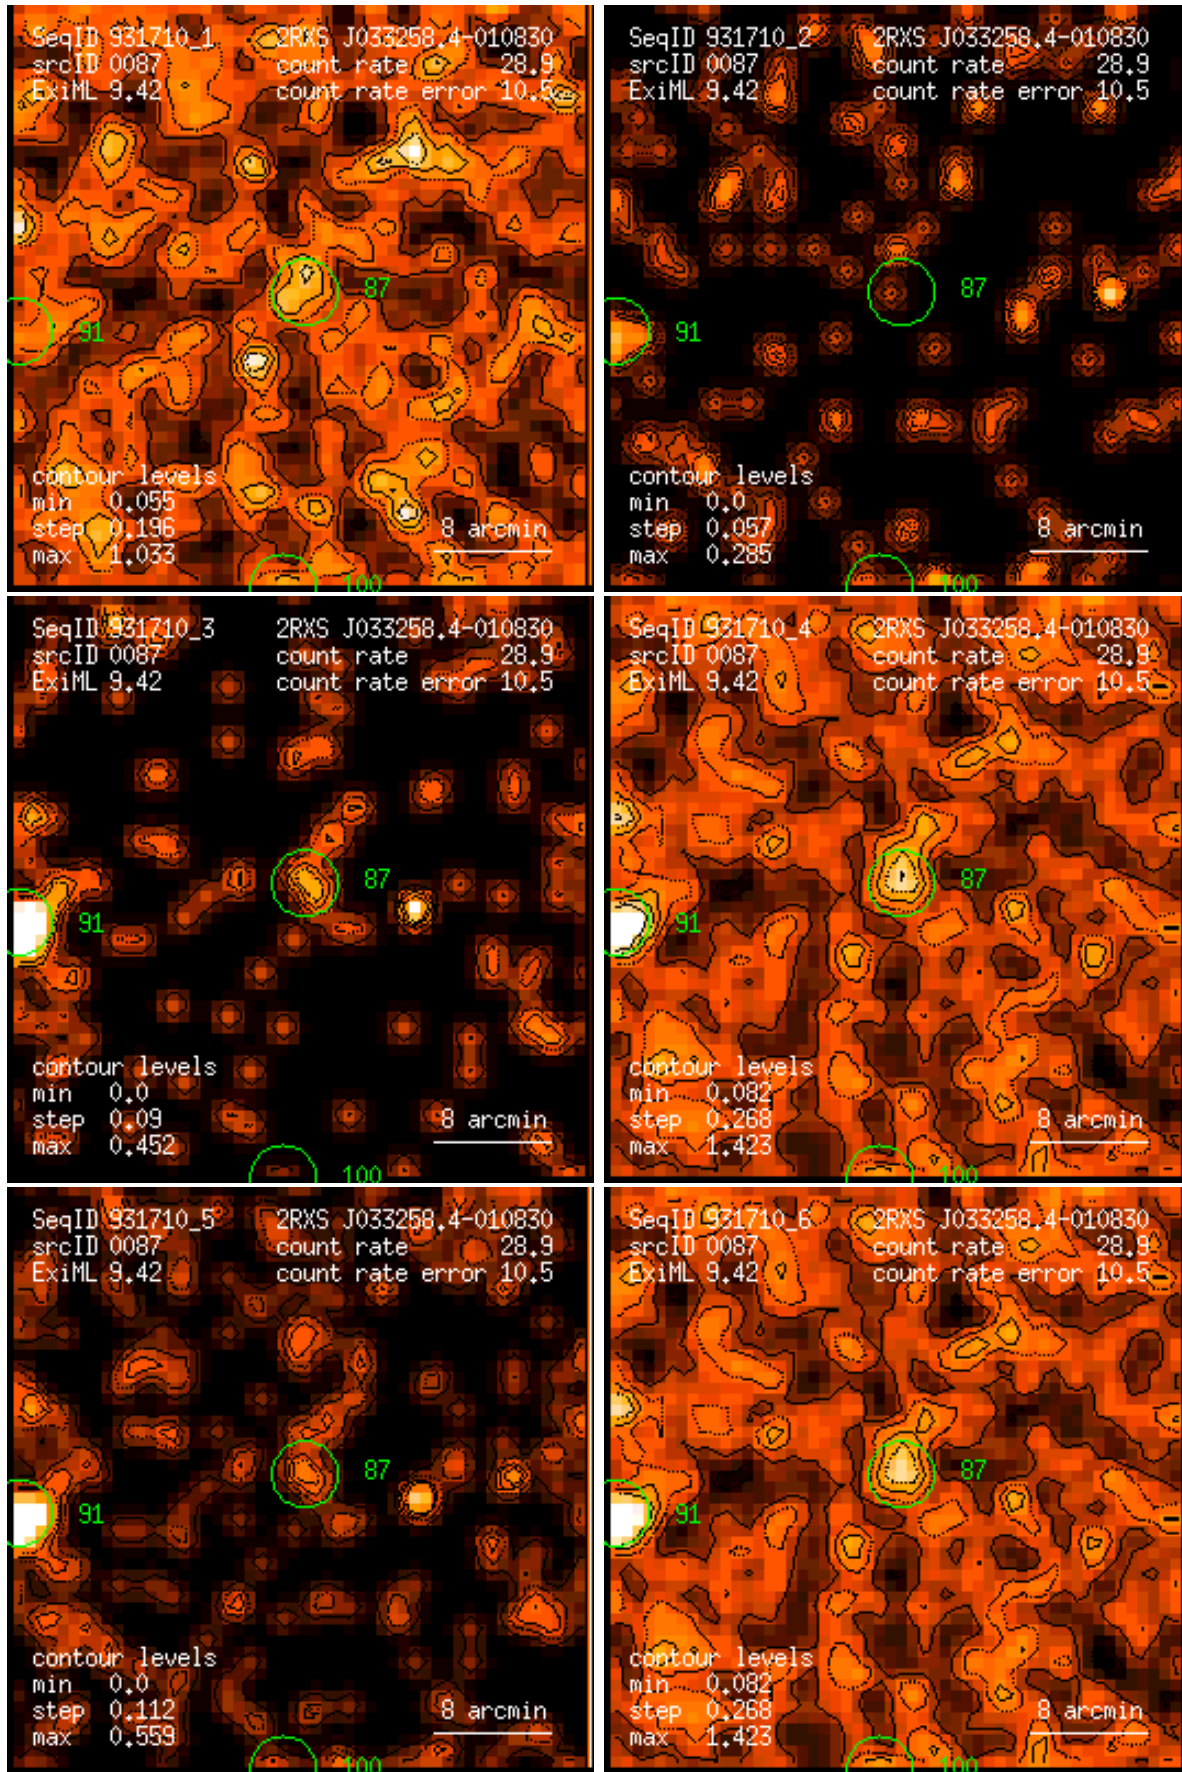 SeqID 931710_1 2RXS J033258.4-010830
srcID 0087 count rate 28.9
ExiML 9.42 count rate error 10.5
87
91
contour levels
min 0.055
step 0.196 8 arcmin
max 1.033
100
SeqID 931710_2 2RXS J033258.4-010830
srcID 0087 count rate 28.9
ExiML 9.42 count rate error 10.5
87
91
contour levels
min 0.0
step 0.057 8 arcmin
max 0.285
100
SeqID 931710_3 2RXS J033258.4-010830
srcID 0087 count rate 28.9
ExiML 9.42 count rate error 10.5
87
91
contour levels
min 0.0
step 0.09 8 arcmin
max 0.452
100
SeqID 931710_4 2RXS J033258.4-010830
srcID 0087 count rate 28.9
ExiML 9.42 count rate error 10.5
87
91
contour levels
min 0.082
step 0.268 8 arcmin
max 1.423
100
SeqID 931710_5 2RXS J033258.4-010830
srcID 0087 count rate 28.9
ExiML 9.42 count rate error 10.5
87
91
contour levels
min 0.0
step 0.112 8 arcmin
max 0.559
100
SeqID 931710_6 2RXS J033258.4-010830
srcID 0087 count rate 28.9
ExiML 9.42 count rate error 10.5
87
91
contour levels
min 0.082
step 0.268 8 arcmin
max 1.423
100